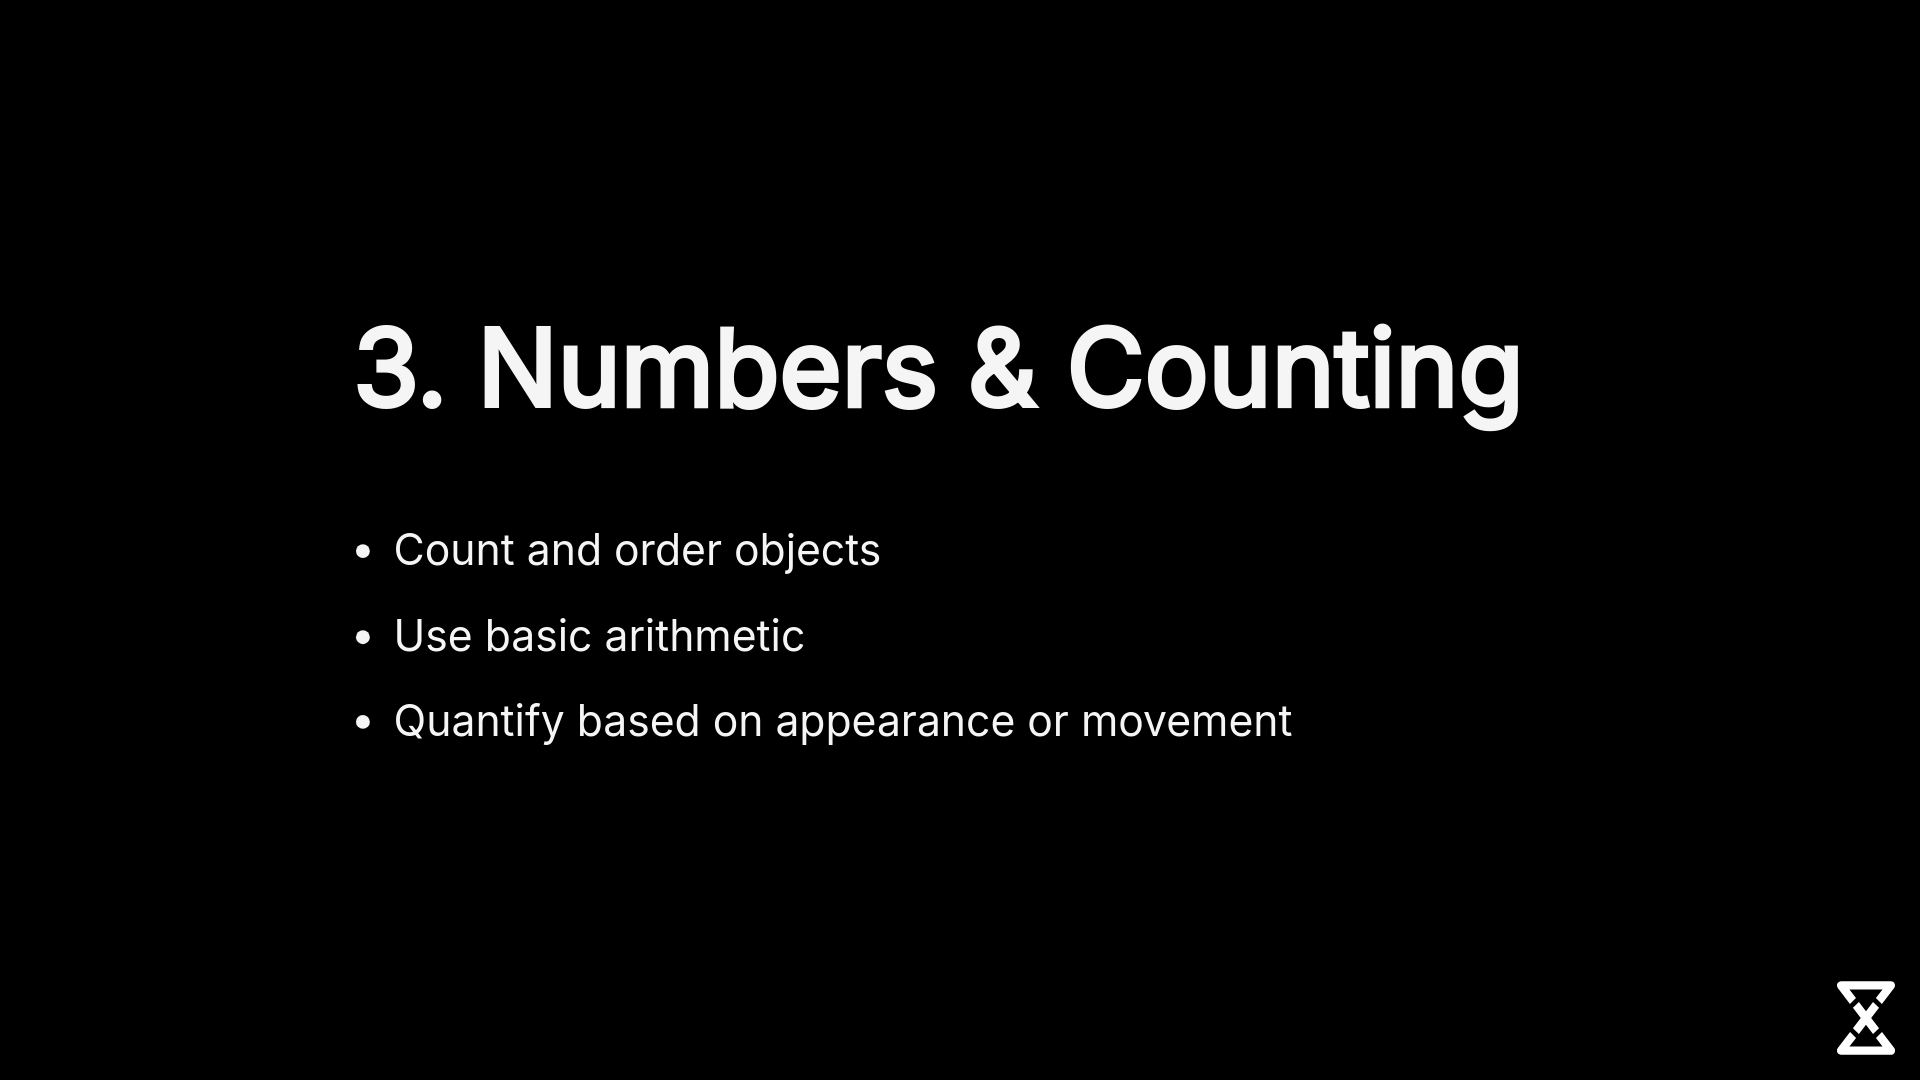 3. Numbers & Counting
• Count and order objects
• Use basic arithmetic
• Quantify based on appearance or movement